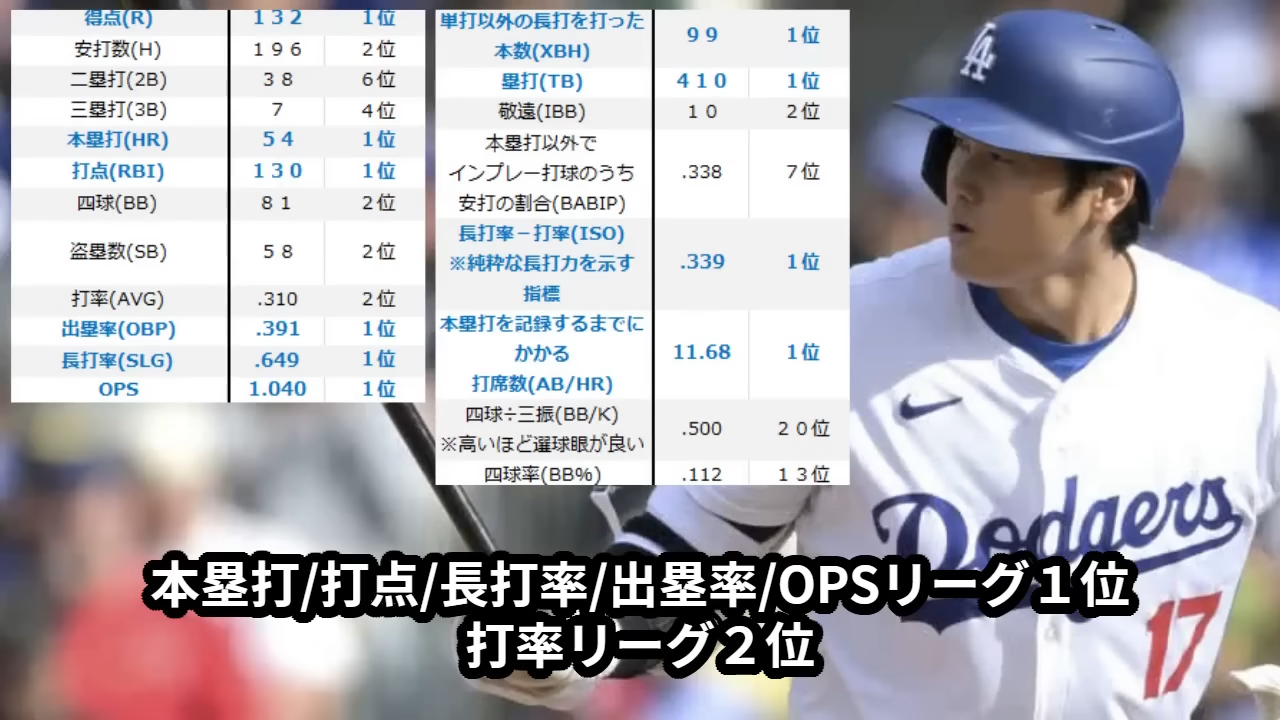 得点(R) 132 1位
安打数(H) 196 2位
二塁打(2B) 38 6位
三塁打(3B) 7 4位
本塁打(HR) 54 1位
打点(RBI) 130 1位
四球(BB) 81 2位
盗塁数(SB) 58 2位
打率(AVG) .310 2位
出塁率(OBP) .391 1位
長打率(SLG) .649 1位
OPS 1.040 1位
単打以外の長打を打った
本数(XBH) 99 1位
塁打(TB) 410 1位
敬遠(IBB) 10 2位
本塁打以外で
インプレー打球のうち .338 7位
安打の割合(BABIP)
長打率−打率(ISO)
※純粋な長打力を示す .339 1位
指標
本塁打を記録するまでに
かかる 11.68 1位
打席数(AB/HR)
四球÷三振(BB/K) .500 20位
※高いほど選球眼が良い
四球率(BB%) .112 13位
LA
Dodgers
17
本塁打/打点/長打率/出塁率/OPSリーグ1位
打率リーグ2位